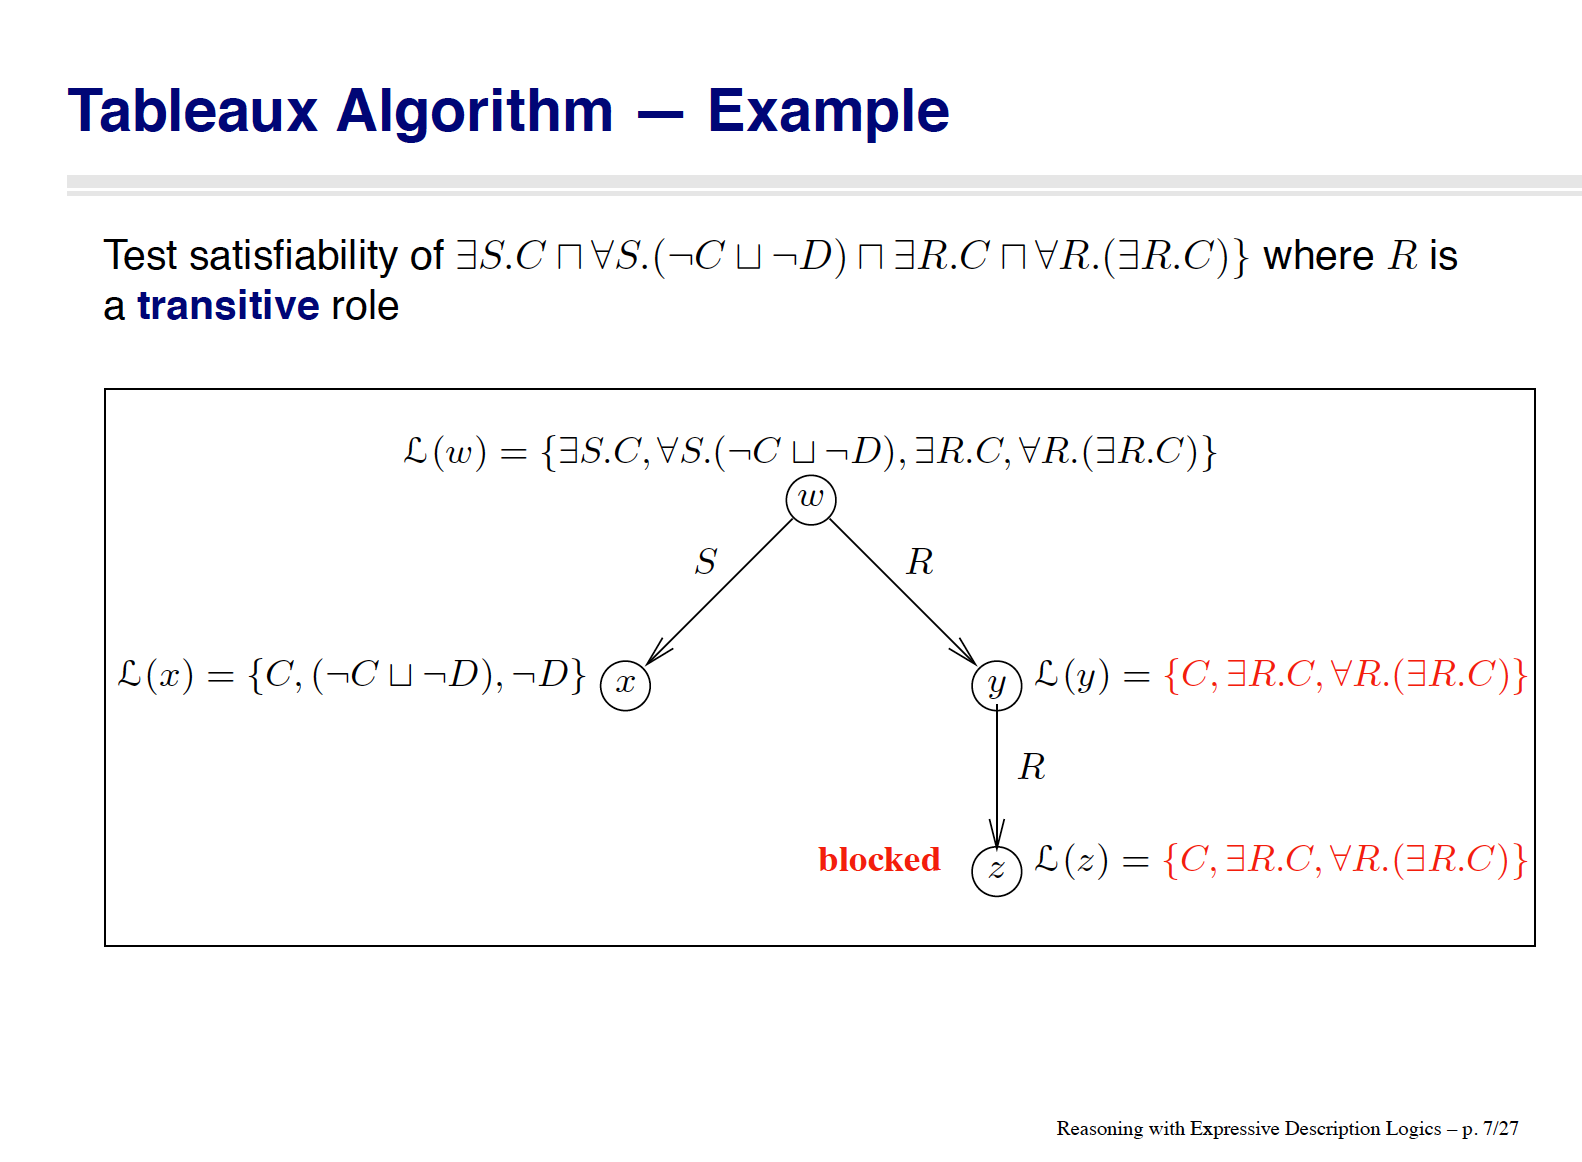 Tableaux Algorithm — Example
Test satisfiability of ∃S.C ⊓ ∀S.(¬C ⊔ ¬D) ⊓ ∃R.C ⊓ ∀R.(∃R.C)} where R is
a transitive role
ℒ(w) = {∃S.C, ∀S.(¬C ⊔ ¬D), ∃R.C, ∀R.(∃R.C)}
w
S R
ℒ(x) = {C, (¬C ⊔ ¬D), ¬D} x y ℒ(y) = {C, ∃R.C, ∀R.(∃R.C)}
R
blocked z ℒ(z) = {C, ∃R.C, ∀R.(∃R.C)}
Reasoning with Expressive Description Logics – p. 7/27